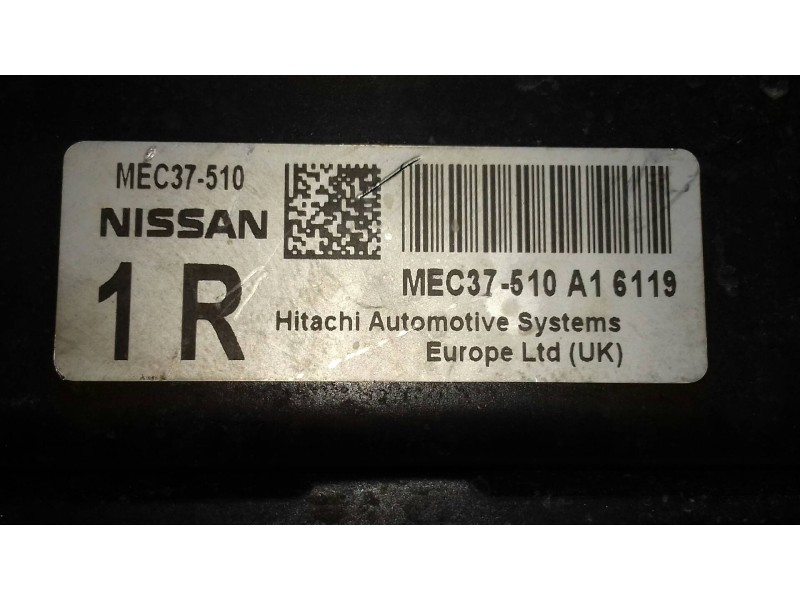 MEC37-510
NISSAN
1 R
MEC37-510 A1 6119
Hitachi Automotive Systems
Europe Ltd (UK)